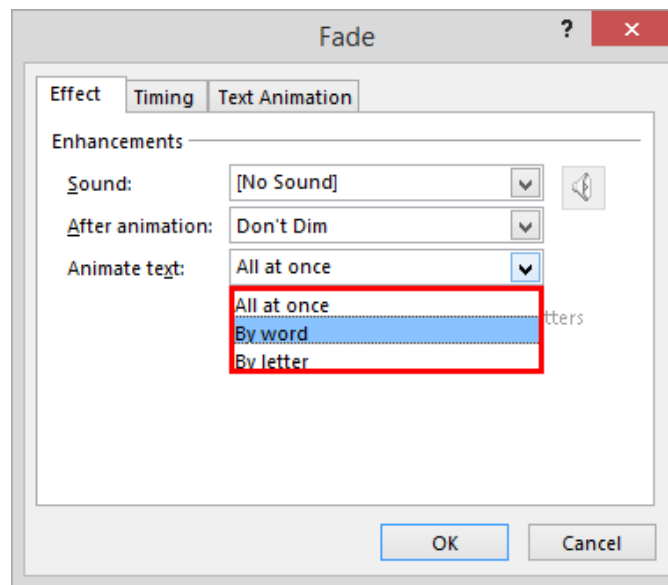 Fade ?
Effect Timing Text Animation
Enhancements
Sound: [No Sound]
After animation: Don't Dim
Animate text: All at once
All at once
tters
By word
By letter
OK Cancel